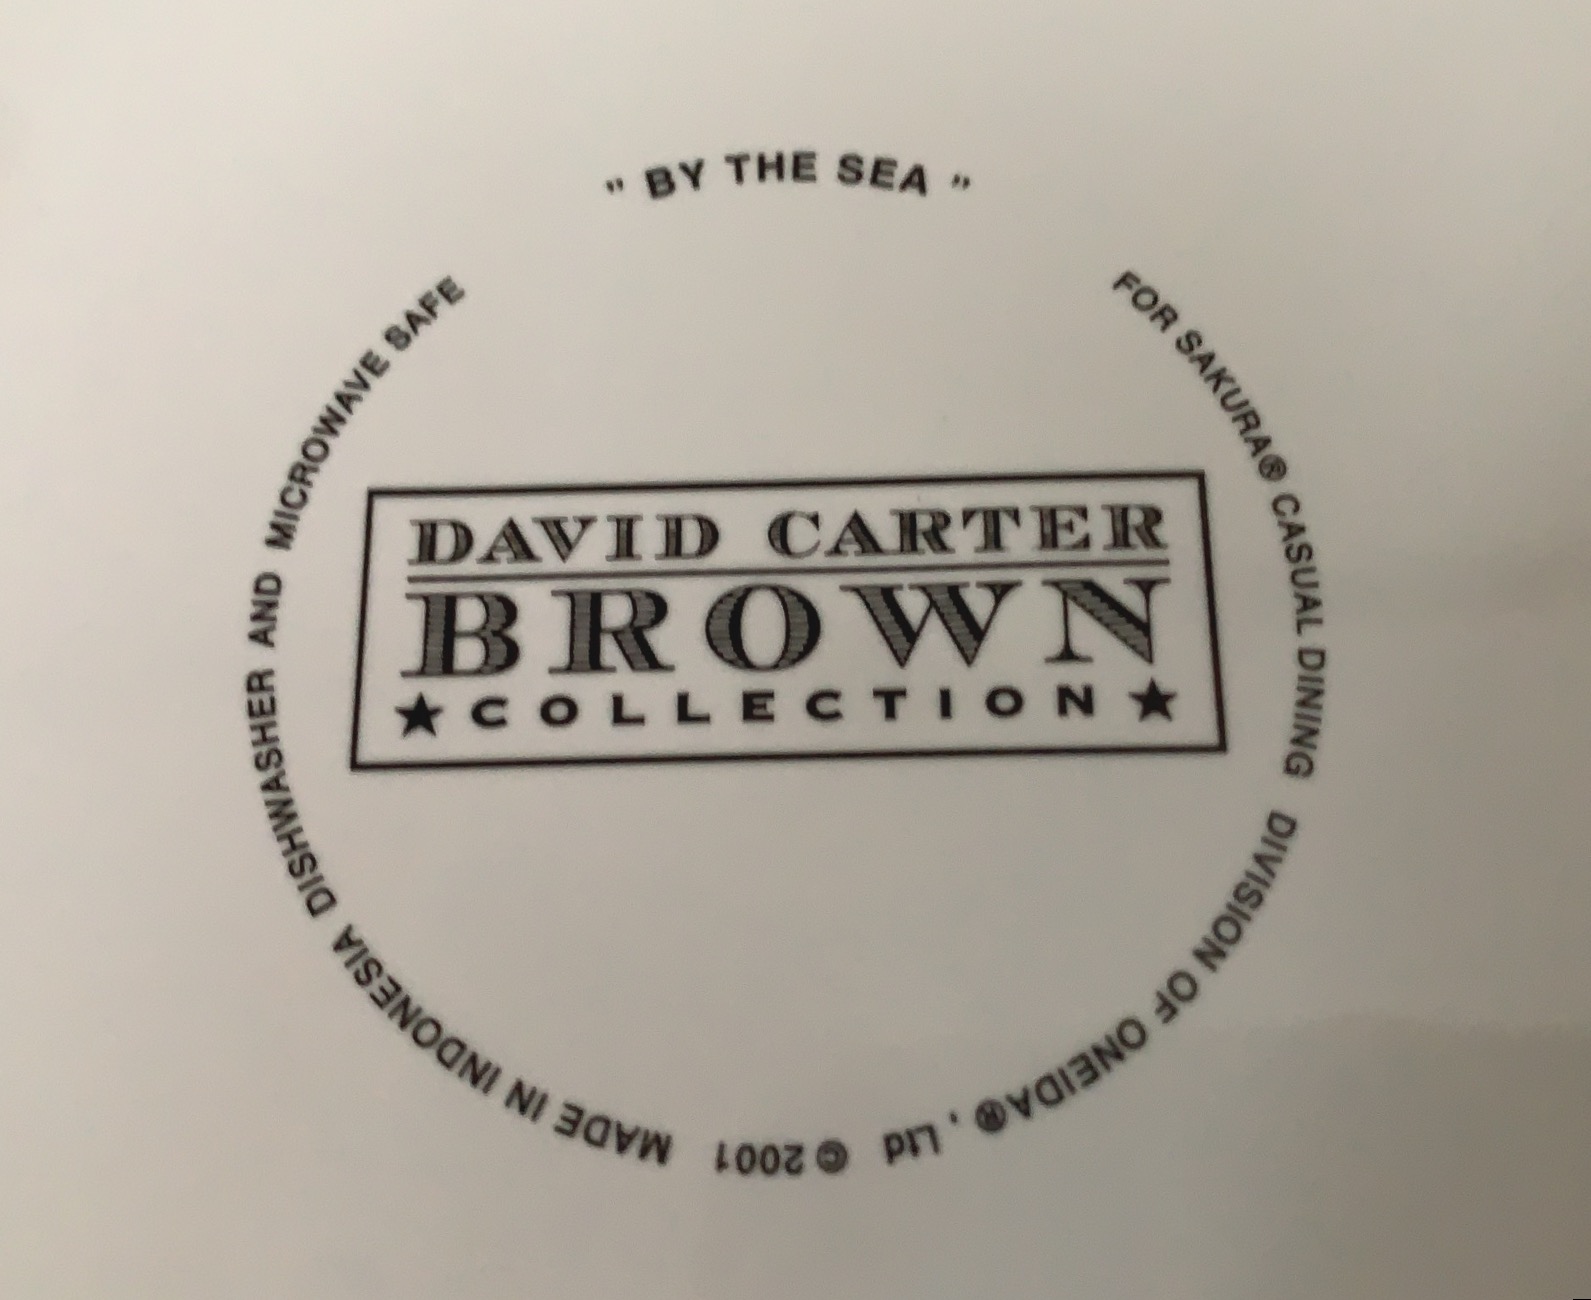 " BY THE SEA "
FOR SAKURA® CASUAL DINING DIVISION OF ONEIDA®, Ltd © 2001 MADE IN INDONESIA DISHWASHER AND MICROWAVE SAFE
DAVID CARTER
BROWN
★ COLLECTION ★